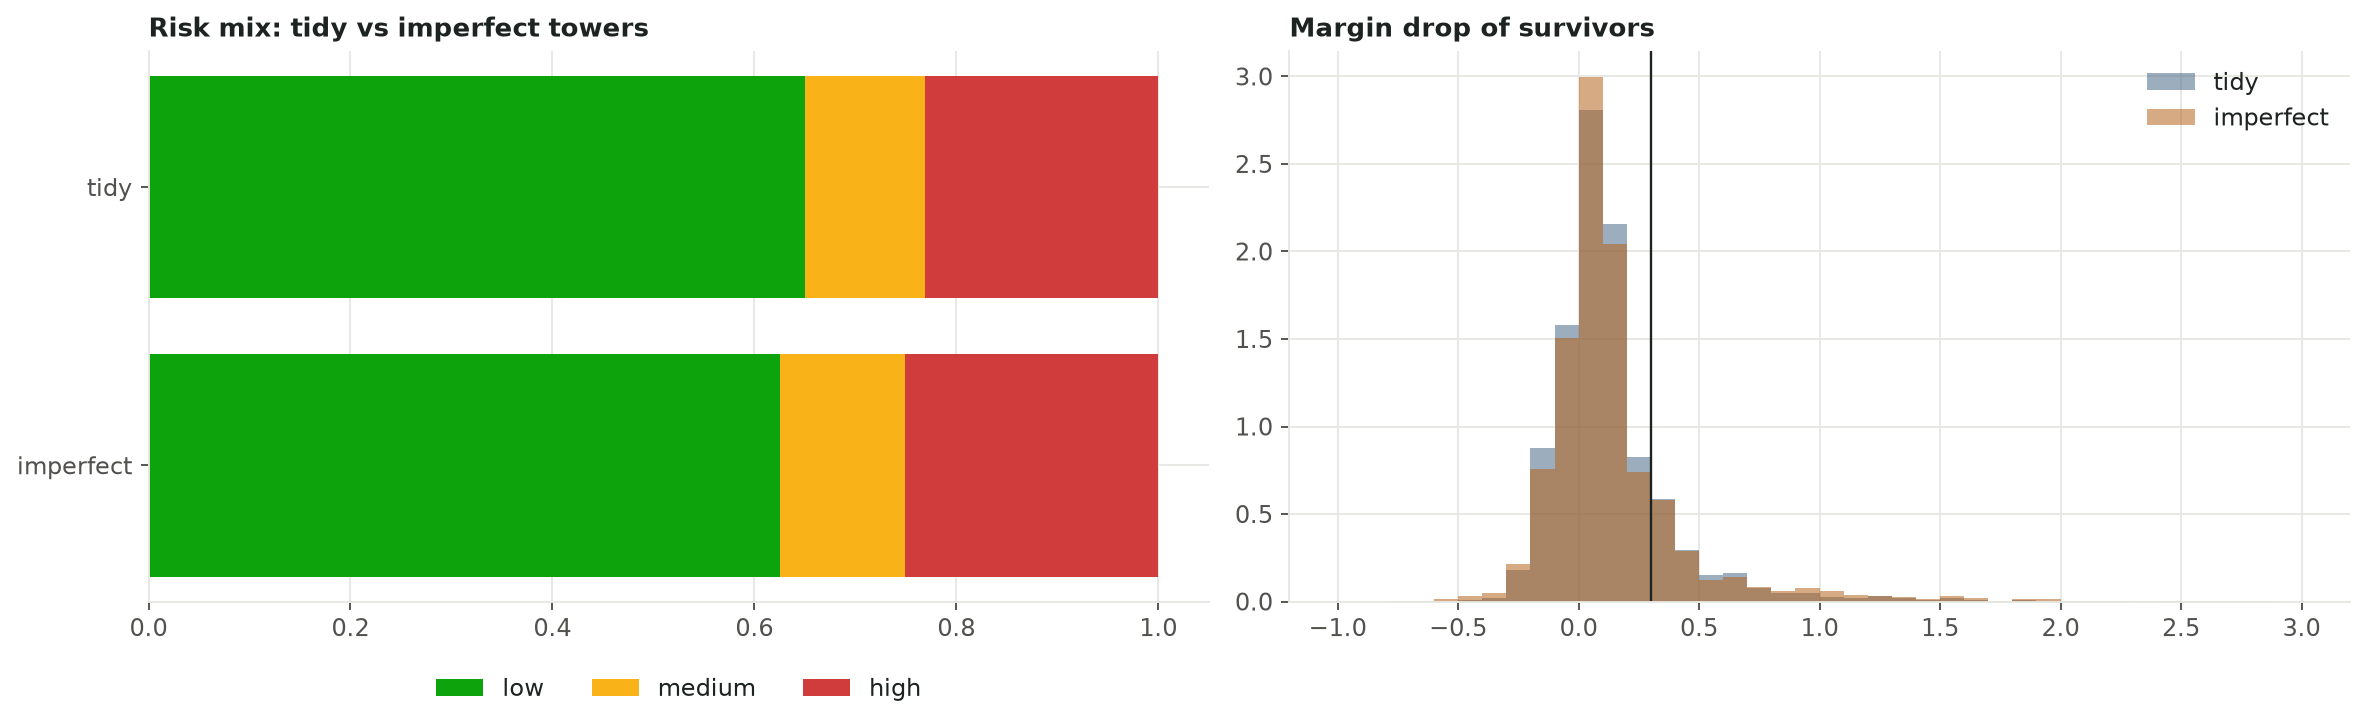 Risk mix: tidy vs imperfect towers
tidy
imperfect
0.0 0.2 0.4 0.6 0.8 1.0
low medium high
Margin drop of survivors
tidy
imperfect
3.0
2.5
2.0
1.5
1.0
0.5
0.0
−1.0 −0.5 0.0 0.5 1.0 1.5 2.0 2.5 3.0